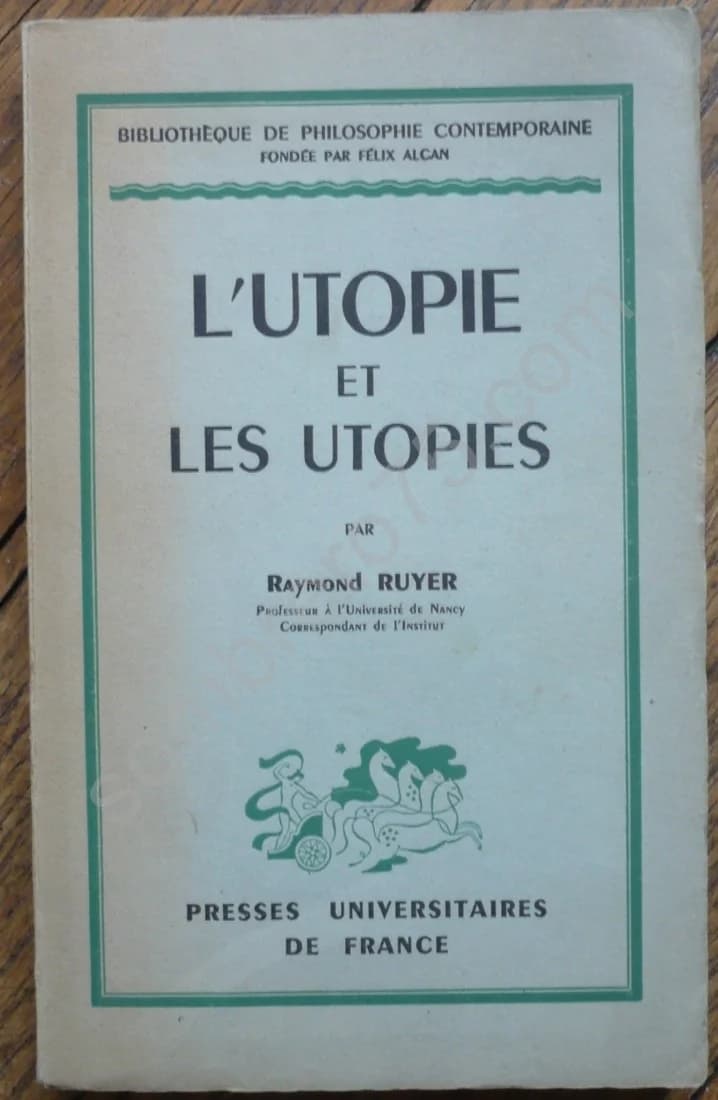 BIBLIOTHÈQUE DE PHILOSOPHIE CONTEMPORAINE
FONDÉE PAR FÉLIX ALCAN
L'UTOPIE
ET
LES UTOPIES
PAR
Raymond RUYER
Professeur à l'Université de Nancy
Correspondant de l'Institut
PRESSES UNIVERSITAIRES
DE FRANCE